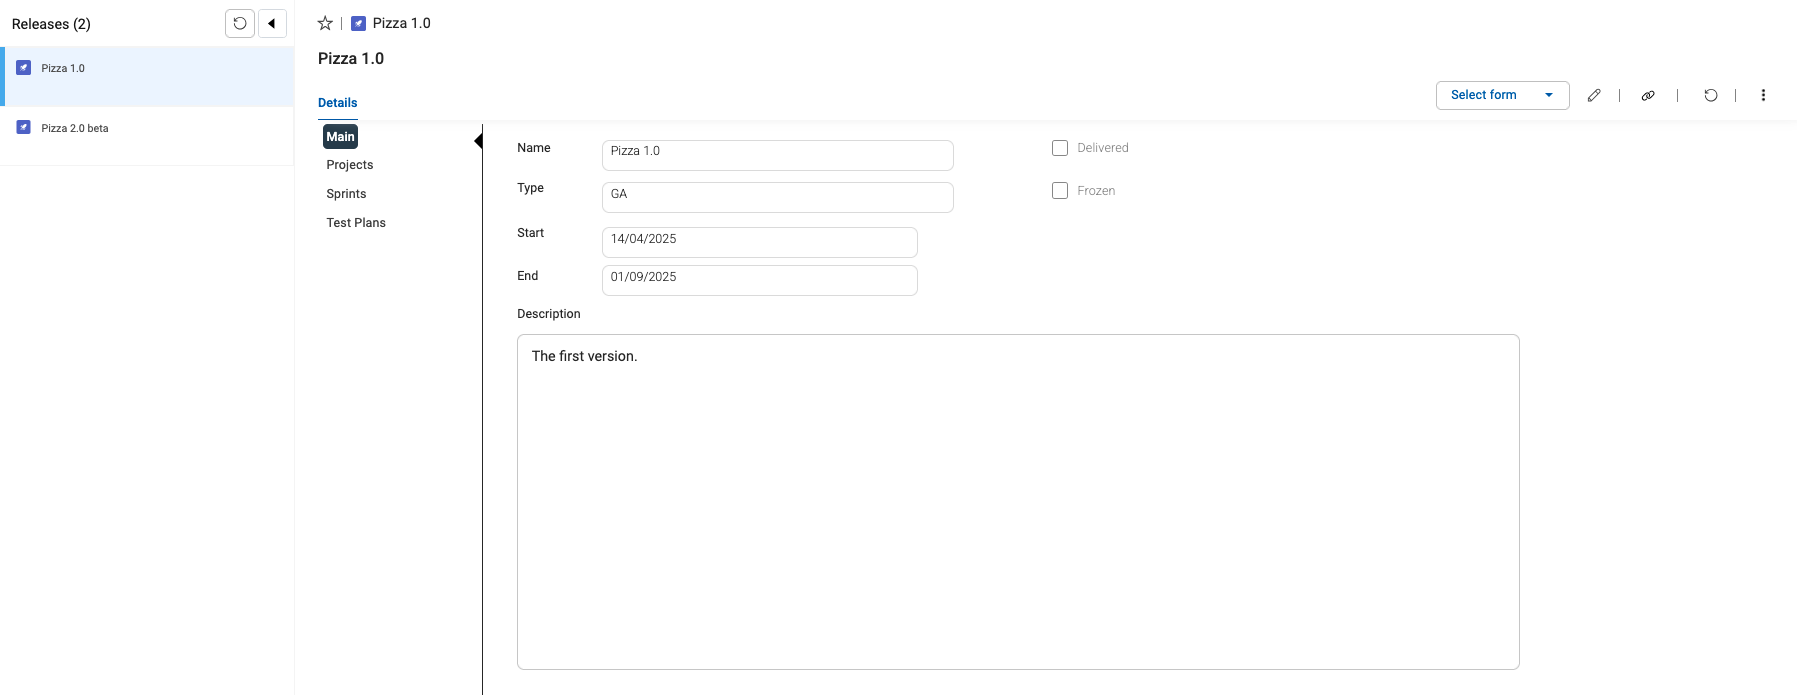 Releases (2)
Pizza 1.0
Pizza 2.0 beta
Pizza 1.0
Pizza 1.0
Details
Select form
Main
Projects
Sprints
Test Plans
Name
Pizza 1.0
Delivered
Type
GA
Frozen
Start
14/04/2025
End
01/09/2025
Description
The first version.